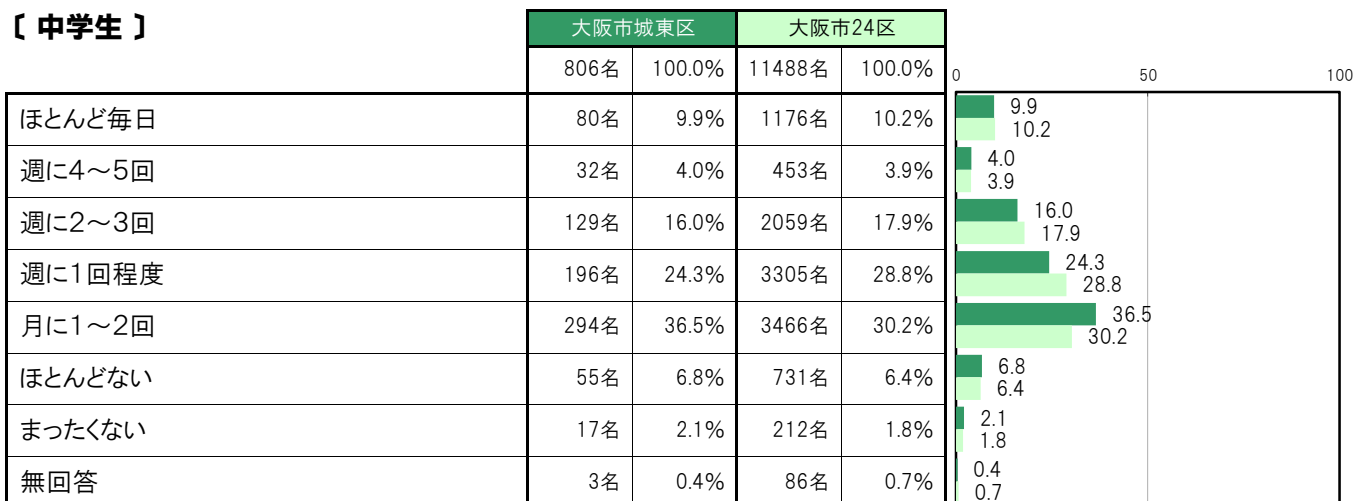 〔 中学生 〕
大阪市城東区 大阪市24区
806名 100.0% 11488名 100.0%
0 50 100
ほとんど毎日 80名 9.9% 1176名 10.2% 9.9
10.2
週に4～5回 32名 4.0% 453名 3.9% 4.0
3.9
週に2～3回 129名 16.0% 2059名 17.9% 16.0
17.9
週に1回程度 196名 24.3% 3305名 28.8% 24.3
28.8
月に1～2回 294名 36.5% 3466名 30.2% 36.5
30.2
ほとんどない 55名 6.8% 731名 6.4% 6.8
6.4
まったくない 17名 2.1% 212名 1.8% 2.1
1.8
無回答 3名 0.4% 86名 0.7% 0.4
0.7